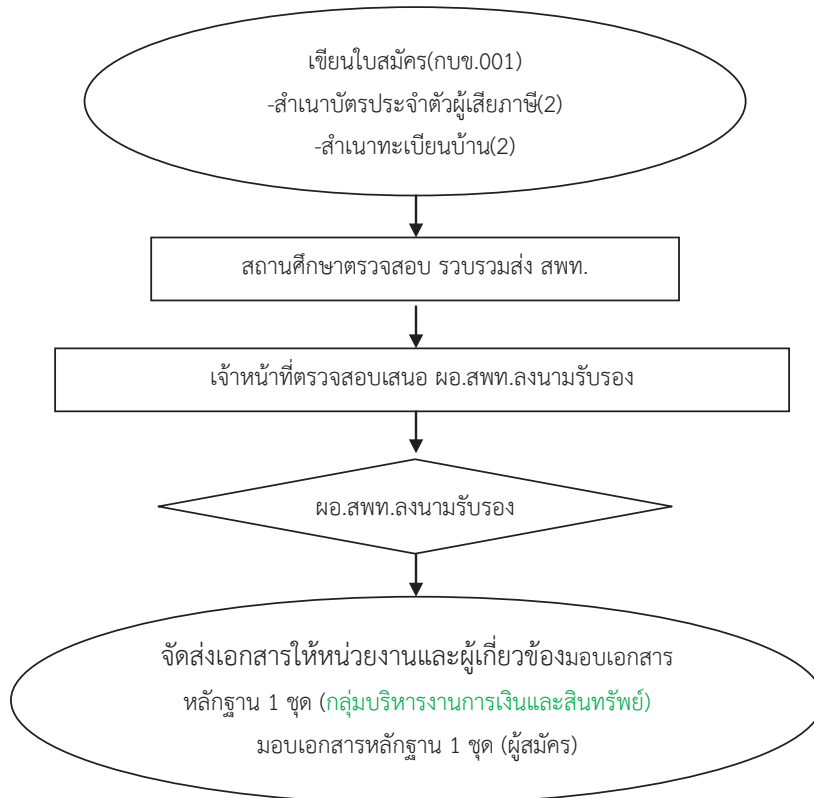 เขียนใบสมัคร(กบข.001)
-สำเนาบัตรประจำตัวผู้เสียภาษี(2)
-สำเนาทะเบียนบ้าน(2)
สถานศึกษาตรวจสอบ รวบรวมส่ง สพท.
เจ้าหน้าที่ตรวจสอบเสนอ ผอ.สพท.ลงนามรับรอง
ผอ.สพท.ลงนามรับรอง
จัดส่งเอกสารให้หน่วยงานและผู้เกี่ยวข้องมอบเอกสาร
หลักฐาน 1 ชุด (กลุ่มบริหารงานการเงินและสินทรัพย์)
มอบเอกสารหลักฐาน 1 ชุด (ผู้สมัคร)